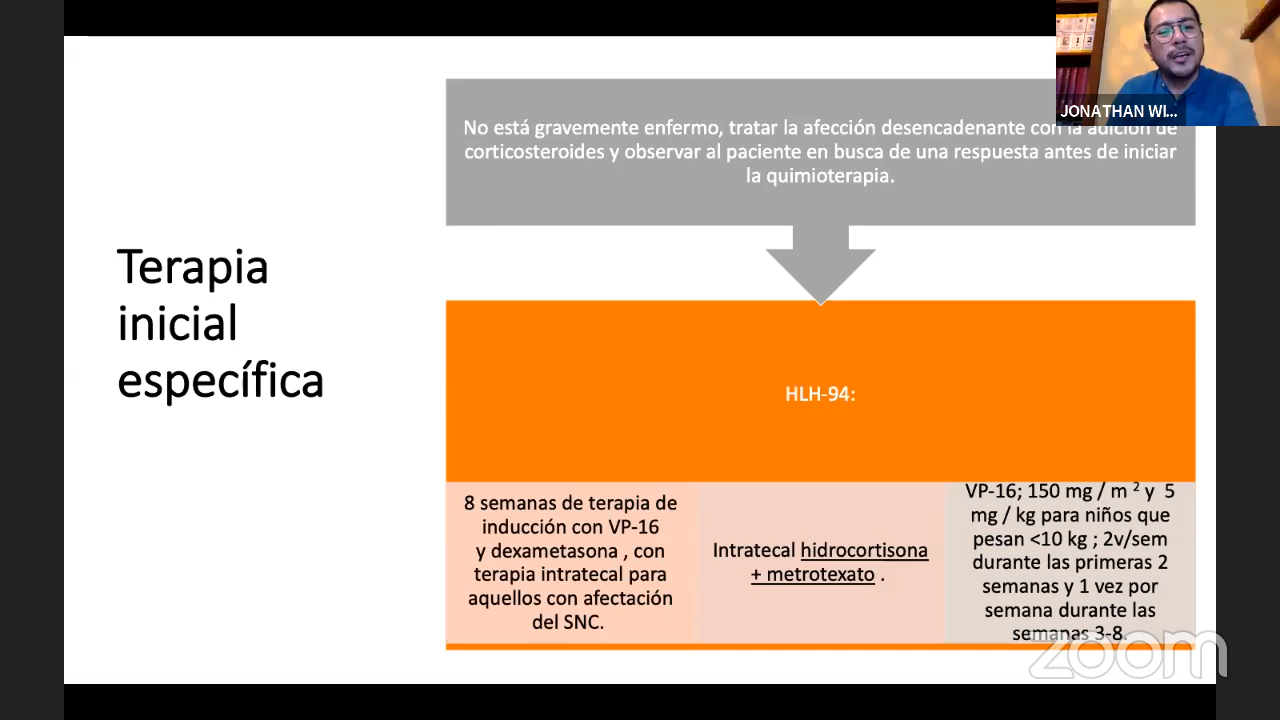 JONATHAN WI...
No está gravemente enfermo, tratar la afección desencadenante con la adición de
corticosteroides y observar al paciente en busca de una respuesta antes de iniciar
la quimioterapia.
Terapia
inicial
específica
HLH-94:
8 semanas de terapia de
inducción con VP-16
y dexametasona , con
terapia intratecal para
aquellos con afectación
del SNC.
Intratecal hidrocortisona
+ metrotexato .
VP-16; 150 mg / m ² y 5
mg / kg para niños que
pesan <10 kg ; 2v/sem
durante las primeras 2
semanas y 1 vez por
semana durante las
semanas 3-8.
zoom